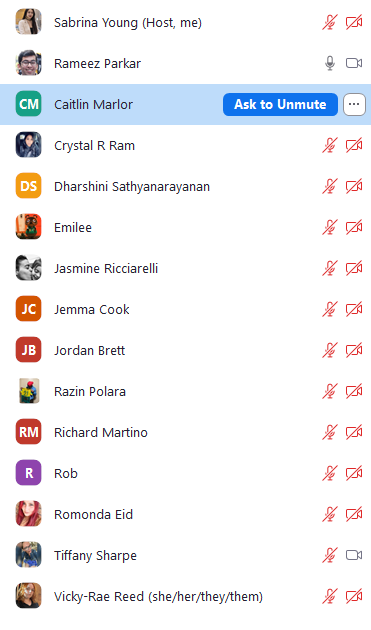 Sabrina Young (Host, me)
Rameez Parkar
CM Caitlin Marlor Ask to Unmute ...
Crystal R Ram
DS Dharshini Sathyanarayanan
Emilee
Jasmine Ricciarelli
JC Jemma Cook
JB Jordan Brett
Razin Polara
RM Richard Martino
R Rob
Romonda Eid
Tiffany Sharpe
Vicky-Rae Reed (she/her/they/them)